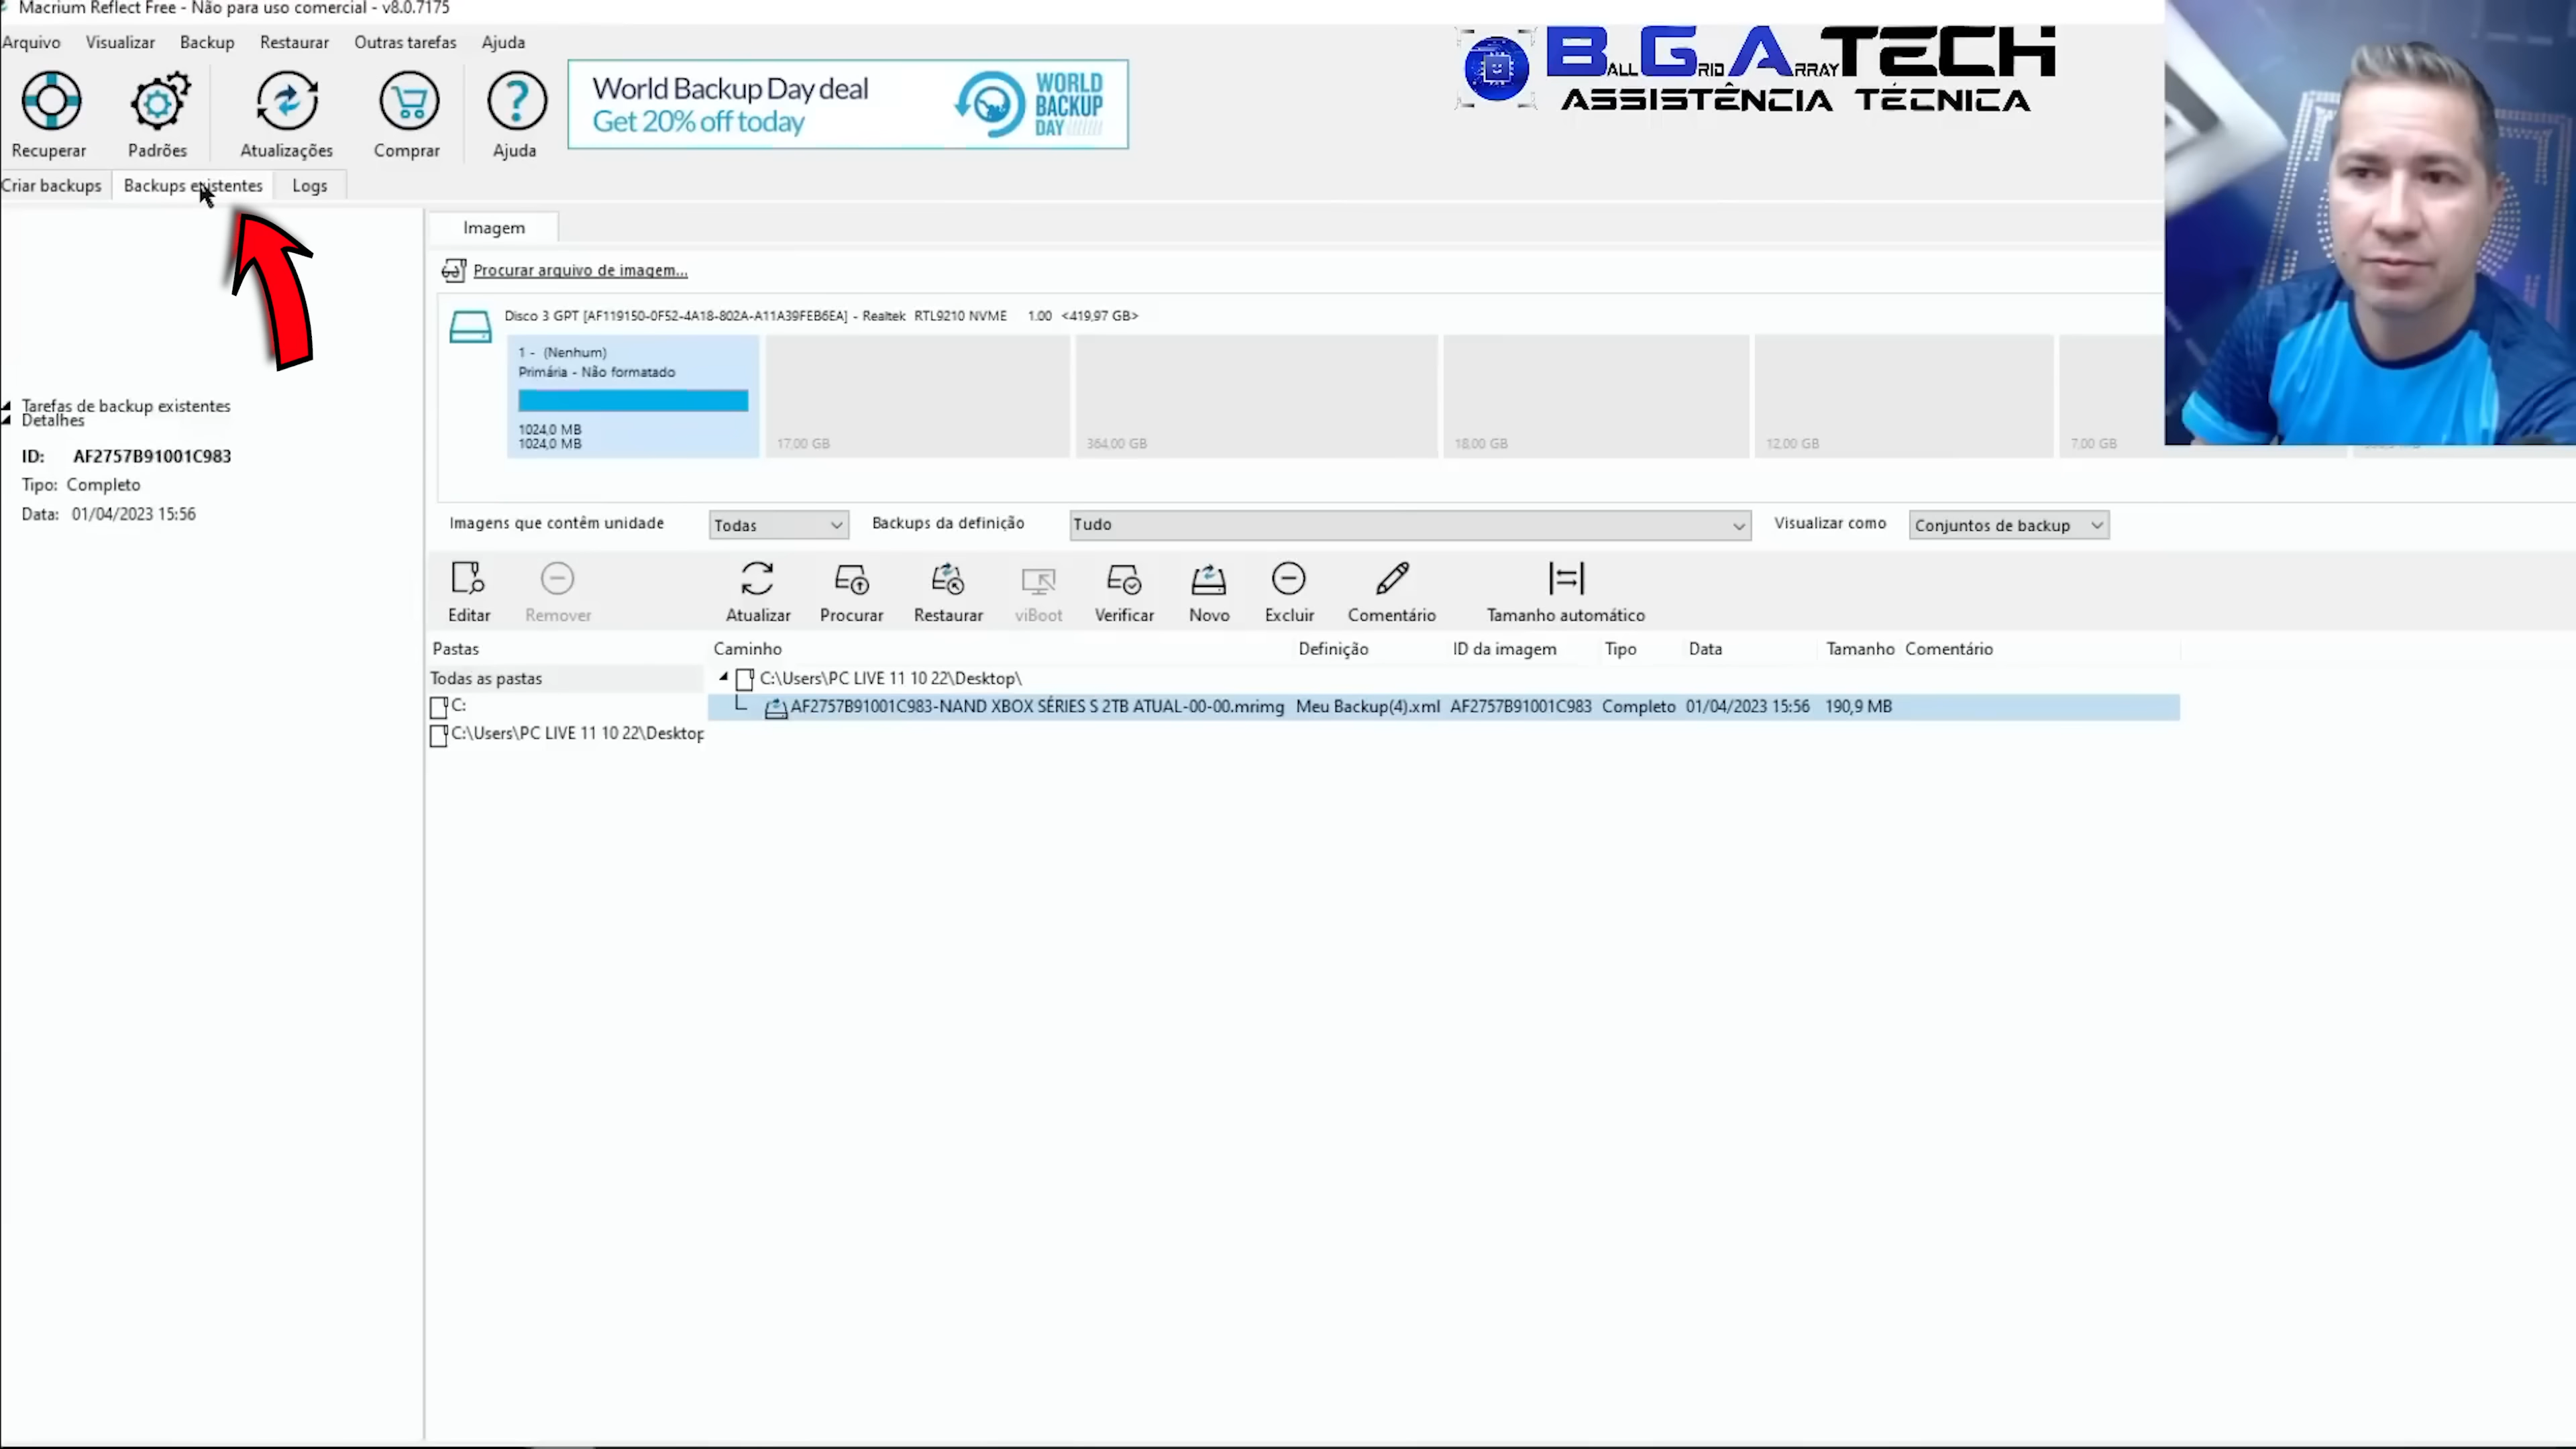 Macrium Reflect Free - Não para uso comercial - v8.0.7175
Arquivo Visualizar Backup Restaurar Outras tarefas Ajuda
Recuperar Padrões Atualizações Comprar Ajuda
World Backup Day deal
Get 20% off today
WORLD
BACKUP
DAY
BALL GRID ARRAY TECH
ASSISTÊNCIA TÉCNICA
Criar backups Backups existentes Logs
Imagem
Procurar arquivo de imagem...
Disco 3 GPT [AF119150-0F52-4A18-802A-A11A39FEB6EA] - Realtek RTL9210 NVME 1.00 <419,97 GB>
1 - (Nenhum)
Primária - Não formatado
1024,0 MB
1024,0 MB
17,00 GB
364,00 GB
18,00 GB
12,00 GB
7,00 GB
Tarefas de backup existentes
Detalhes
ID: AF2757B91001C983
Tipo: Completo
Data: 01/04/2023 15:56
Imagens que contêm unidade Todas Backups da definição Tudo Visualizar como Conjuntos de backup
Editar Remover Atualizar Procurar Restaurar viBoot Verificar Novo Excluir Comentário Tamanho automático
Pastas Caminho Definição ID da imagem Tipo Data Tamanho Comentário
Todas as pastas
C:
C:\Users\PC LIVE 11 10 22\Desktop
C:\Users\PC LIVE 11 10 22\Desktop\
AF2757B91001C983-NAND XBOX SÉRIES S 2TB ATUAL-00-00.mrimg Meu Backup(4).xml AF2757B91001C983 Completo 01/04/2023 15:56 190,9 MB